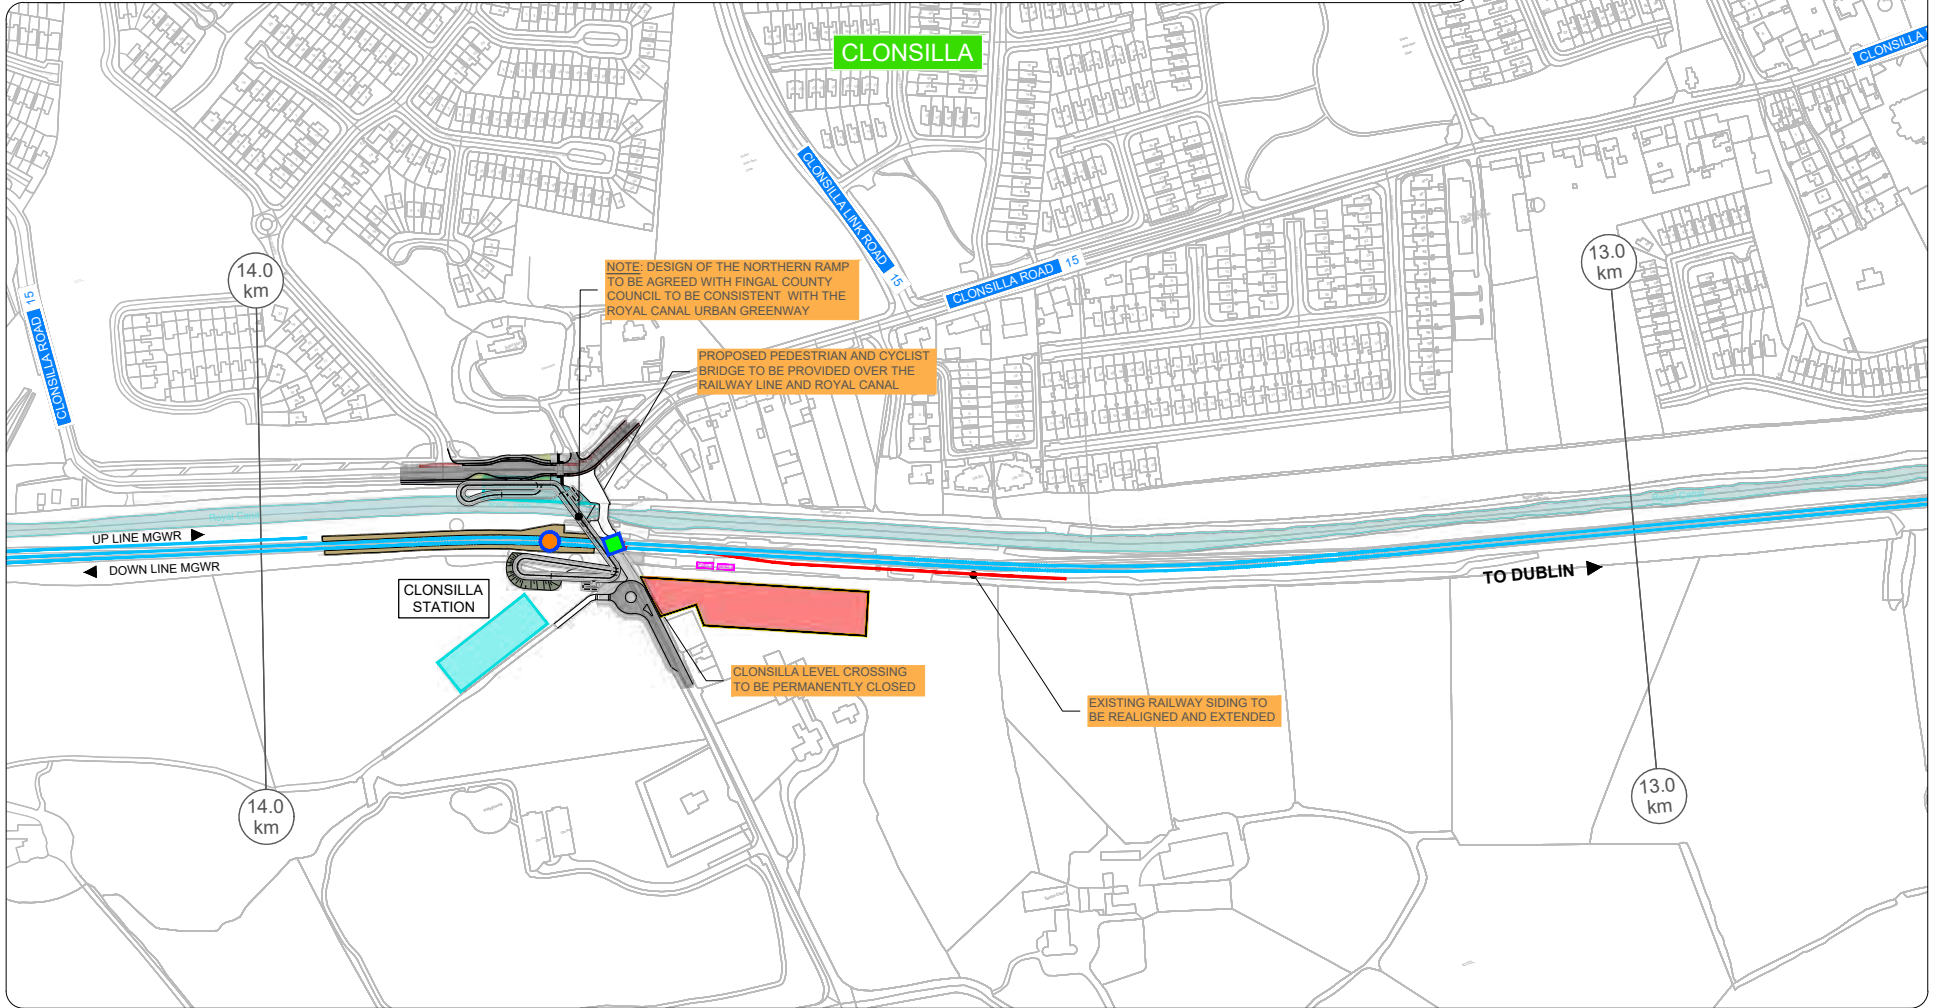 CLONSILLA
CLONSILLA
CLONSILLA LINK ROAD 15
CLONSILLA ROAD 15
CLONSILLA ROAD 15
14.0
km
13.0
km
NOTE: DESIGN OF THE NORTHERN RAMP
TO BE AGREED WITH FINGAL COUNTY
COUNCIL TO BE CONSISTENT WITH THE
ROYAL CANAL URBAN GREENWAY
PROPOSED PEDESTRIAN AND CYCLIST
BRIDGE TO BE PROVIDED OVER THE
RAILWAY LINE AND ROYAL CANAL
Royal Canal
Royal Canal
UP LINE MGWR
DOWN LINE MGWR
TO DUBLIN
CLONSILLA
STATION
CLONSILLA LEVEL CROSSING
TO BE PERMANENTLY CLOSED
EXISTING RAILWAY SIDING TO
BE REALIGNED AND EXTENDED
14.0
km
13.0
km